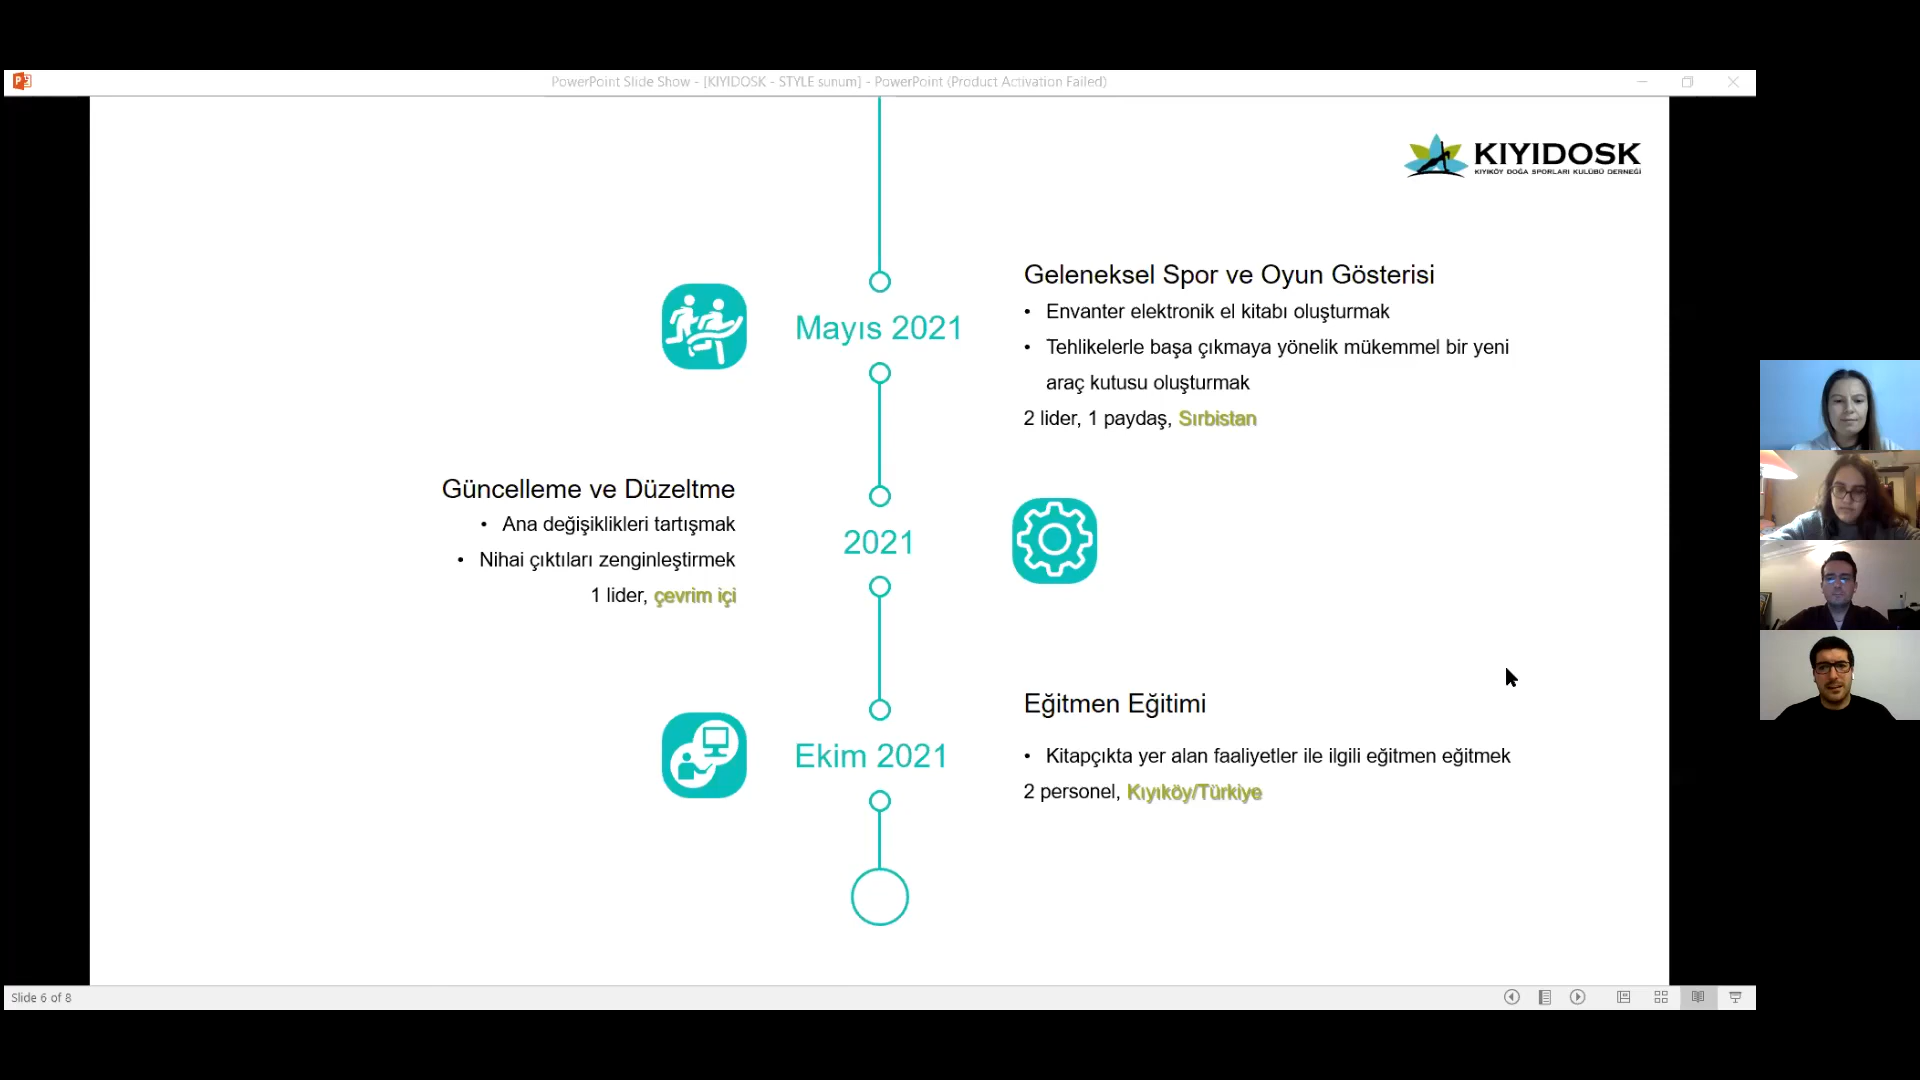 PowerPoint Slide Show - [KIYIDOSK - STYLE sunum] - PowerPoint (Product Activation Failed)
KIYIDOSK
KIYIKÖY DOĞA SPORLARI KULÜBÜ DERNEĞİ
Mayıs 2021
Geleneksel Spor ve Oyun Gösterisi
• Envanter elektronik el kitabı oluşturmak
• Tehlikelerle başa çıkmaya yönelik mükemmel bir yeni
araç kutusu oluşturmak
2 lider, 1 paydaş, Sırbistan
Güncelleme ve Düzeltme
• Ana değişiklikleri tartışmak
• Nihai çıktıları zenginleştirmek
1 lider, çevrim içi
2021
Ekim 2021
Eğitmen Eğitimi
• Kitapçıkta yer alan faaliyetler ile ilgili eğitmen eğitmek
2 personel, Kıyıköy/Türkiye
Slide 6 of 8